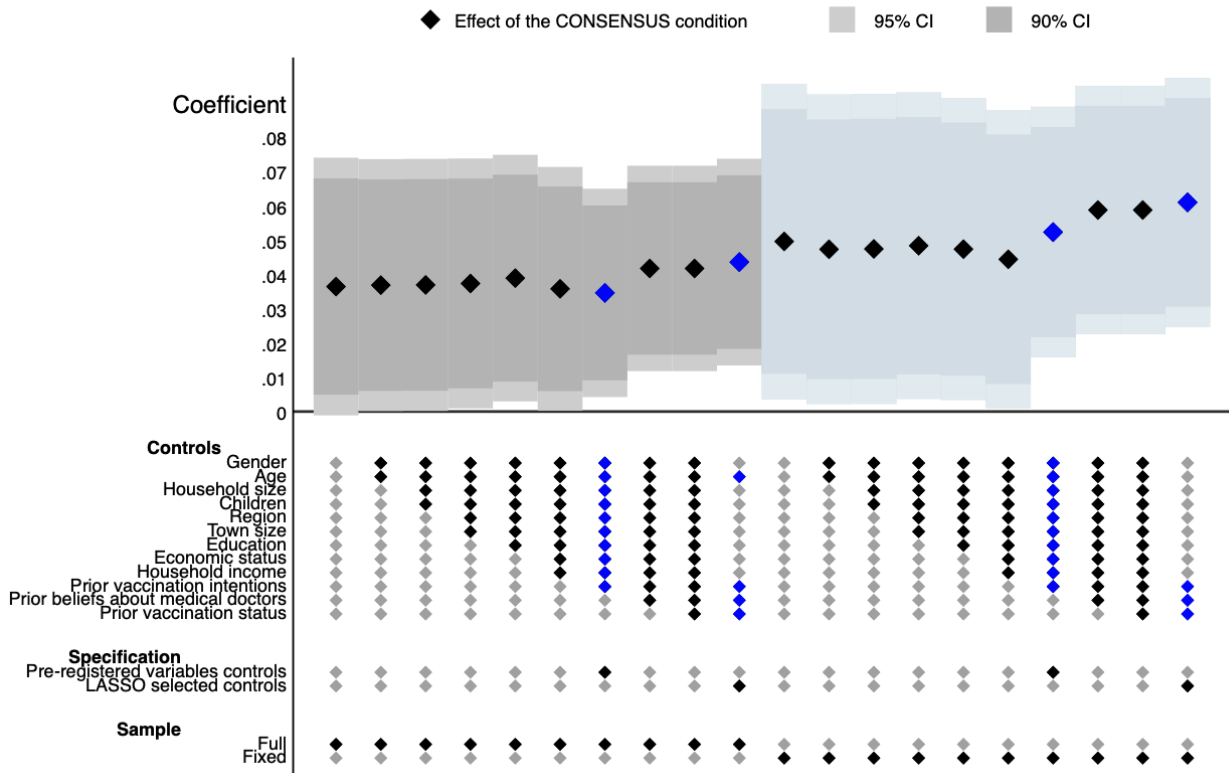 Effect of the CONSENSUS condition 95% CI 90% CI
Coefficient
.08
.07
.06
.05
.04
.03
.02
.01
0
Controls
Gender
Age
Household size
Children
Region
Town size
Education
Economic status
Household income
Prior vaccination intentions
Prior beliefs about medical doctors
Prior vaccination status
Specification
Pre-registered variables controls
LASSO selected controls
Sample
Full
Fixed